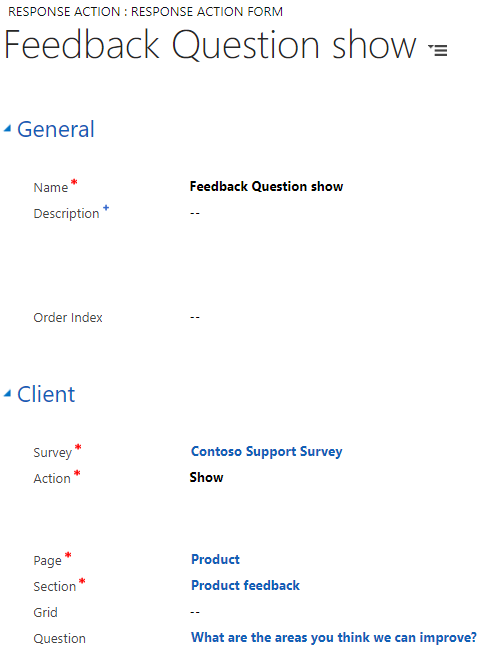 RESPONSE ACTION : RESPONSE ACTION FORM
Feedback Question show
General
Name * Feedback Question show
Description + --
Order Index --
Client
Survey * Contoso Support Survey
Action * Show
Page * Product
Section * Product feedback
Grid --
Question What are the areas you think we can improve?